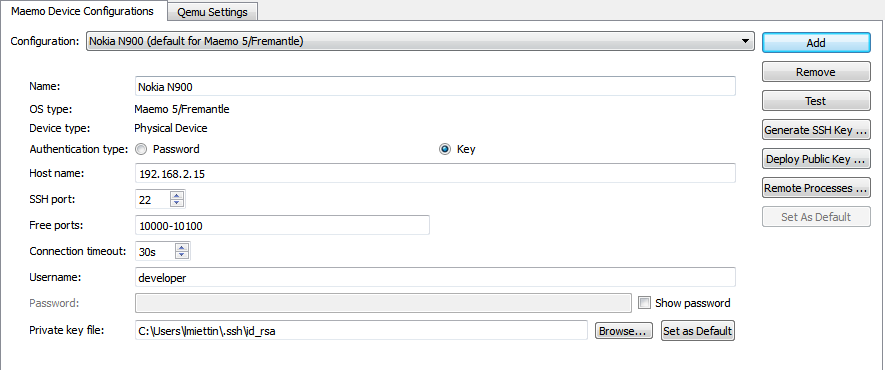 Maemo Device Configurations Qemu Settings
Configuration: Nokia N900 (default for Maemo 5/Fremantle) Add
Remove
Name: Nokia N900
OS type: Maemo 5/Fremantle Test
Device type: Physical Device Generate SSH Key ...
Authentication type: Password Key
Deploy Public Key ...
Host name: 192.168.2.15
Remote Processes ...
SSH port: 22
Set As Default
Free ports: 10000-10100
Connection timeout: 30s
Username: developer
Password: Show password
Private key file: C:\Users\lmiettin\.ssh\id_rsa Browse... Set as Default